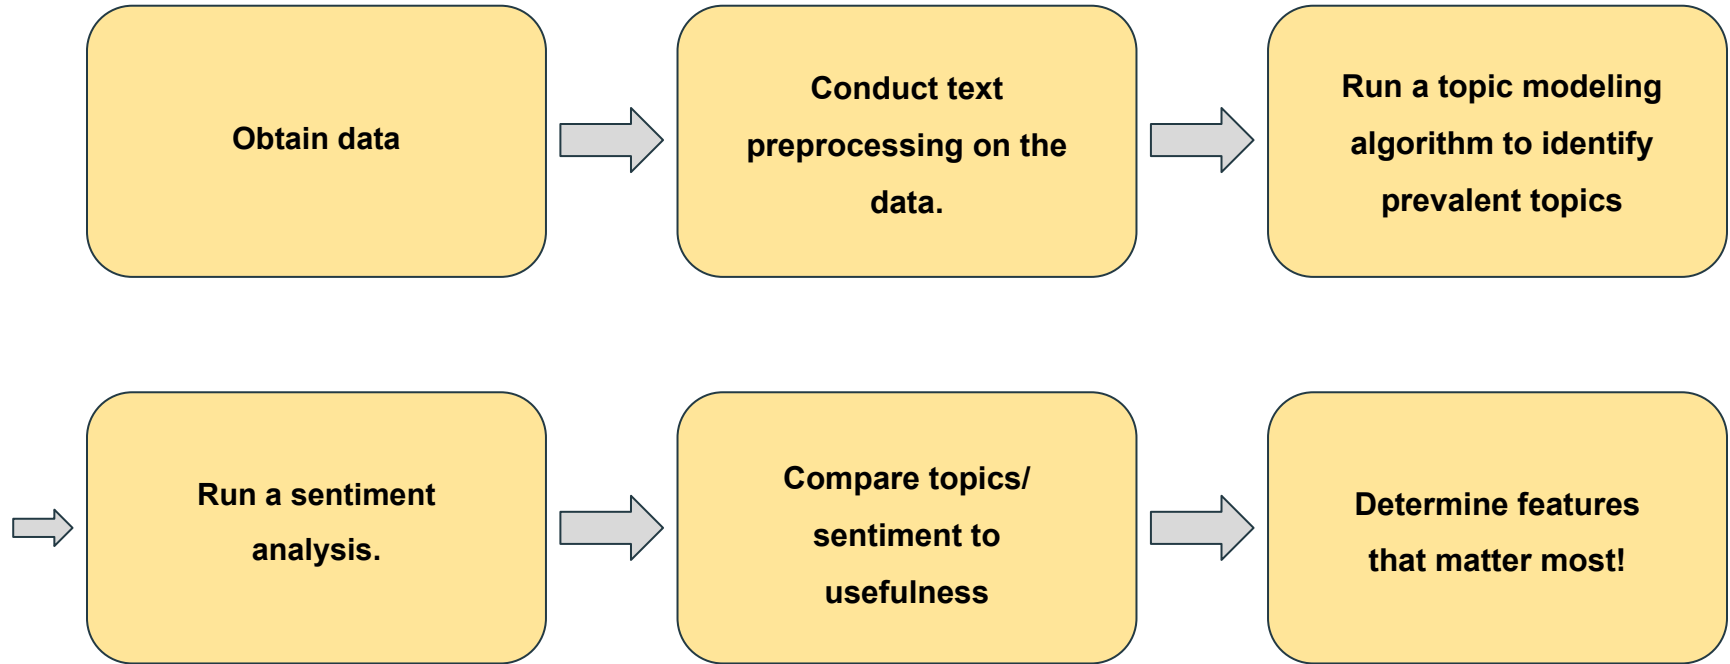 Obtain data
Conduct text
preprocessing on the
data.
Run a topic modeling
algorithm to identify
prevalent topics
Run a sentiment
analysis.
Compare topics/
sentiment to
usefulness
Determine features
that matter most!